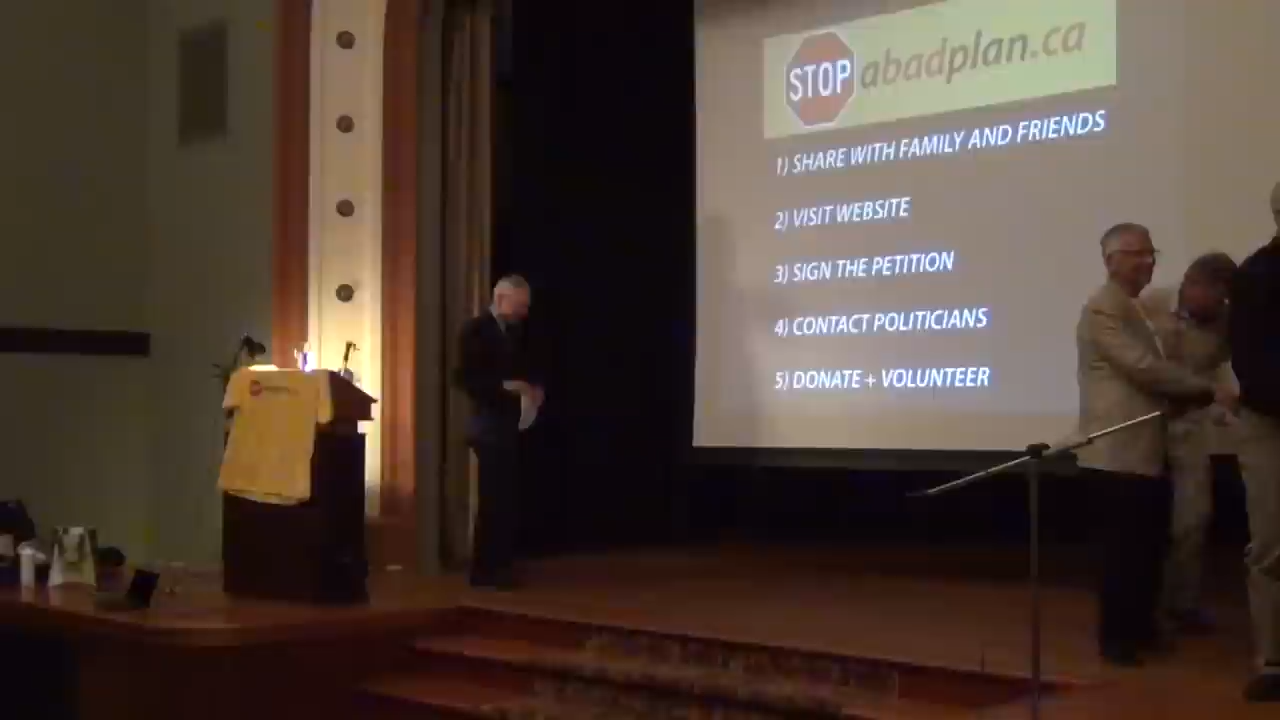 STOP abadplan.ca
1) SHARE WITH FAMILY AND FRIENDS
2) VISIT WEBSITE
3) SIGN THE PETITION
4) CONTACT POLITICIANS
5) DONATE + VOLUNTEER